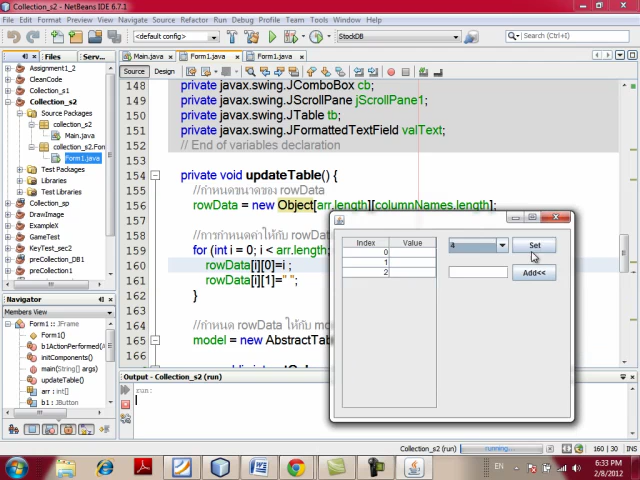 Collection_s2 - NetBeans IDE 6.7.1
File Edit View Navigate Source Refactor Run Debug Profile Team Tools Window Help
<default config>
StockDB
Search (Ctrl+I)
Files
Serv...
Main.java
Form1.java
Form1.java
Source
Design
Assignment1_2
CleanCode
Collection_s1
Collection_s2
Source Packages
collection_s2
Main.java
collection_s2.For
Form1.java
Test Packages
Libraries
Test Libraries
Collection_sp
DrawImage
ExampleX
GameTest
KeyTest_sec2
preCollection_DB1
preCollection1
148 private javax.swing.JComboBox cb;
149 private javax.swing.JScrollPane jScrollPane1;
150 private javax.swing.JTable tb;
151 private javax.swing.JFormattedTextField valText;
152 // End of variables declaration
153
154 private void updateTable() {
155 //กำหนดขนาดของ rowData
156 rowData = new Object[arr.length][columnNames.length];
158 //การกำหนดค่าให้กับ rowD
159 for (int i = 0; i < arr.length;
160 rowData[i][0]=i ;
161 rowData[i][1]=" ";
162 }
163
164 //กำหนด rowData ให้กับ mo
165 model = new AbstractTab
166
Index Value
0
1
2
4
Set
Add<<
Navigator
Members View
Form1 :: JFrame
Form1()
b1ActionPerformed(A
initComponents()
main(String[] args)
updateTable()
arr : int[]
b1 : JButton
Output - Collection_s2 (run)
run:
Collection_s2 (run)
running...
160 | 30 INS
EN
6:33 PM
2/8/2012